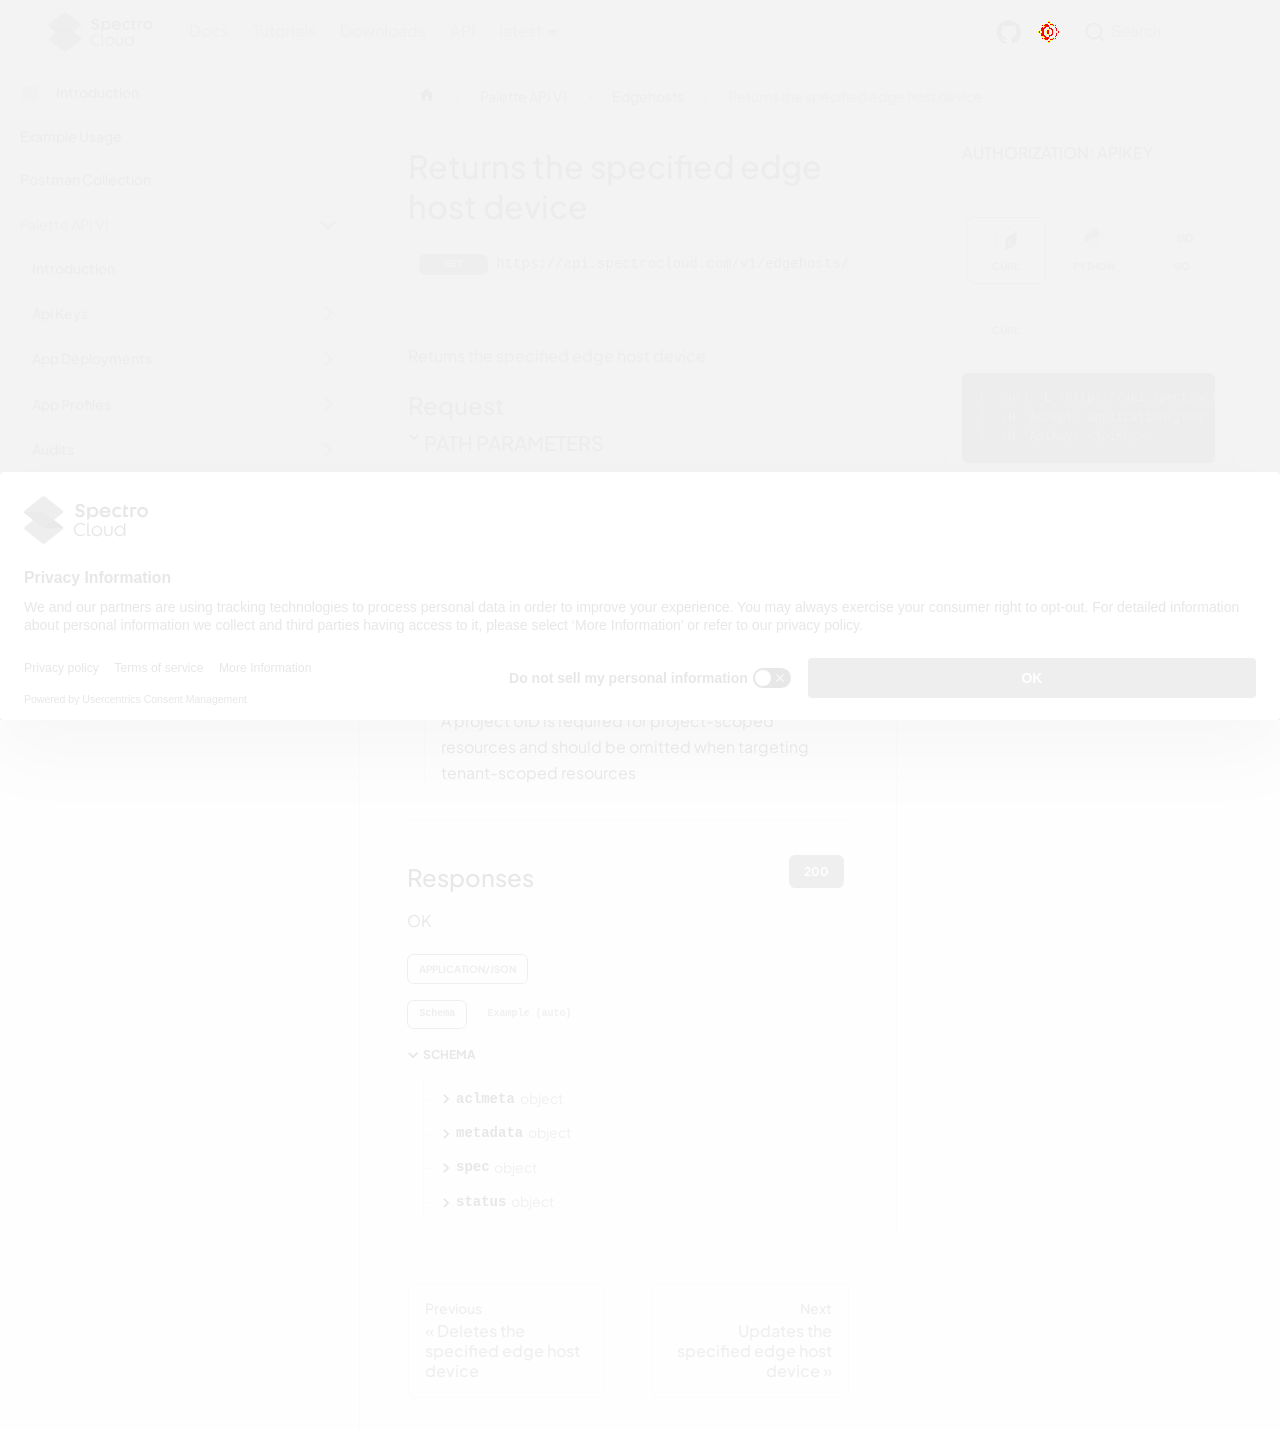 Spectro Cloud
Docs Tutorials Downloads API latest
Search
Introduction
Example Usage
Postman Collection
Palette API V1
Introduction
Api Keys
App Deployments
App Profiles
Audits
Palette API V1
Edgehosts
Returns the specified edge host device
Returns the specified edge
host device
GET
https://api.spectrocloud.com/v1/edgehosts/
Returns the specified edge host device
Request
PATH PARAMETERS
AUTHORIZATION: APIKEY
CURL PYTHON GO
CURL
Spectro
Cloud
Privacy Information
We and our partners are using tracking technologies to process personal data in order to improve your experience. You may always exercise your consumer right to opt-out. For detailed information
about personal information we collect and third parties having access to it, please select ‘More Information’ or refer to our privacy policy.
Privacy policy Terms of service More Information
Powered by Usercentrics Consent Management
Do not sell my personal information
OK
A project UID is required for project-scoped
resources and should be omitted when targeting
tenant-scoped resources
Responses
200
OK
APPLICATION/JSON
Schema Example (auto)
SCHEMA
aclmeta object
metadata object
spec object
status object
Previous
« Deletes the
specified edge host
device
Next
Updates the
specified edge host
device »